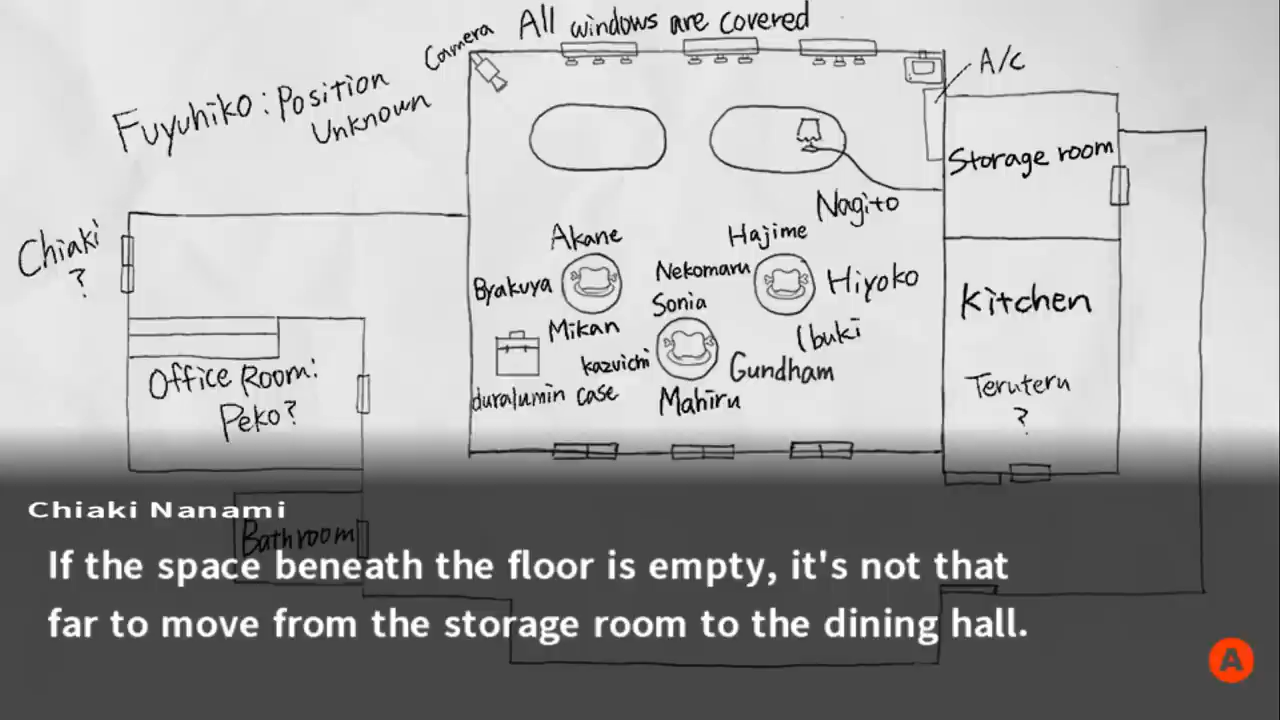 All windows are covered
Camera
A/c
Fuyuhiko: Position
Unknown
Storage room
Nagito
Chiaki
?
Akane
Hajime
Byakuya
Nekomaru
Hiyoko
Sonia
Kitchen
Mikan
Ibuki
kazuichi
Gundham
Office Room:
Peko?
duralumin case
Mahiru
Teruteru
?
Chiaki Nanami
Bathroom
If the space beneath the floor is empty, it's not that
far to move from the storage room to the dining hall.
A